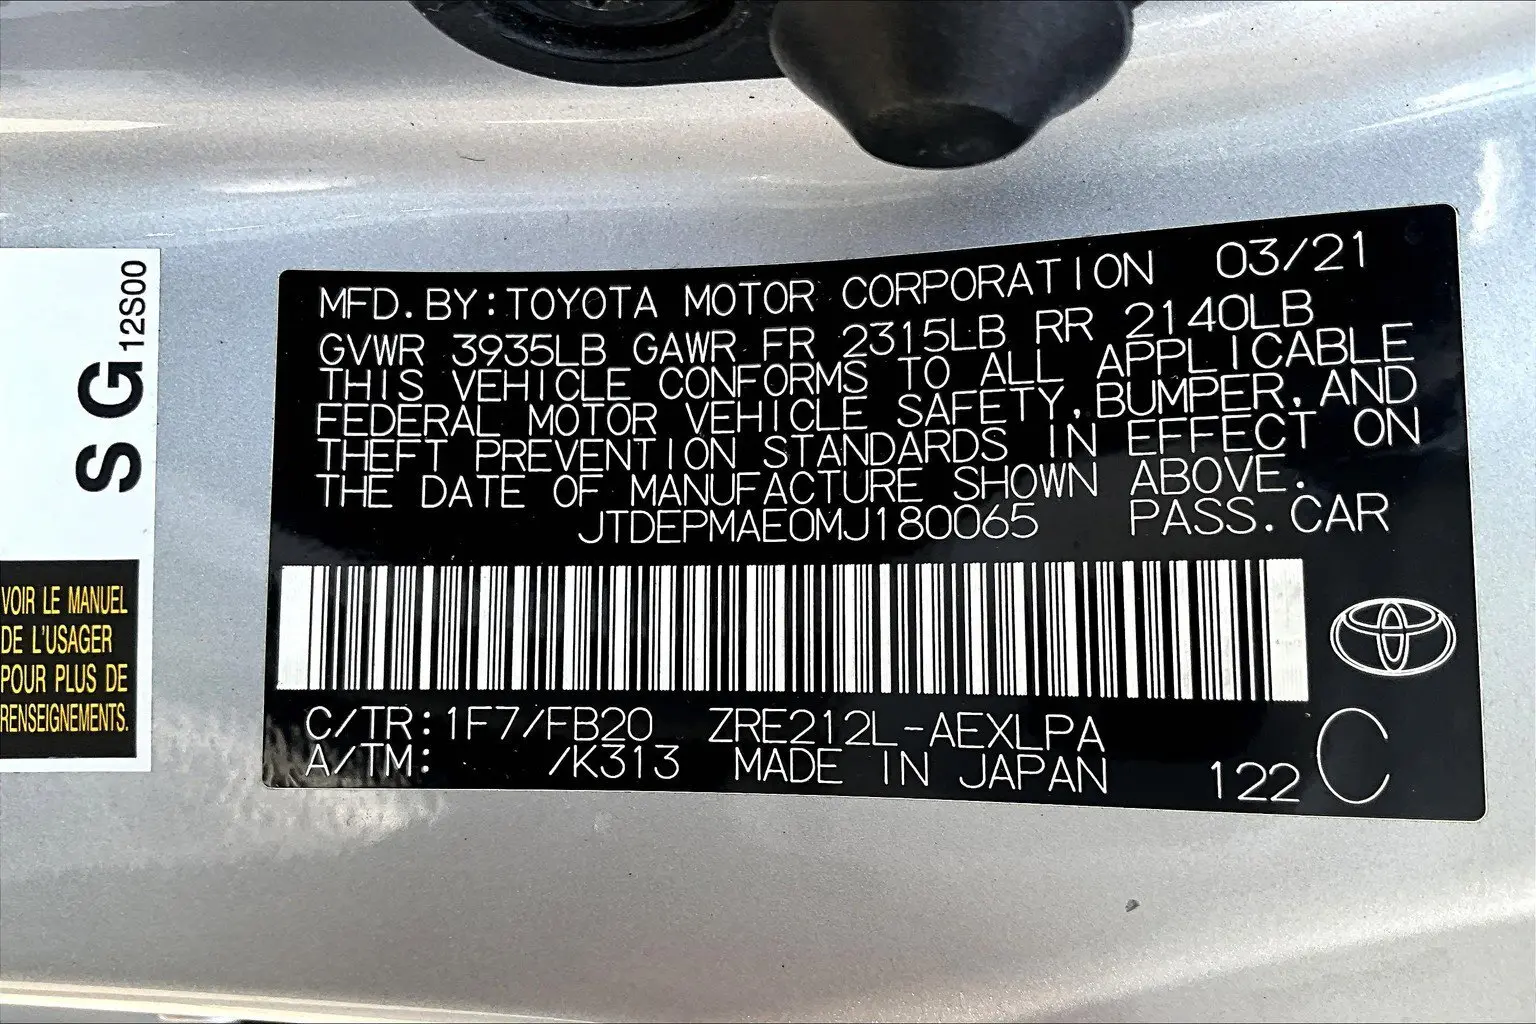 12S00
S G
VOIR LE MANUEL
DE L'USAGER
POUR PLUS DE
RENSEIGNEMENTS.
MFD. BY:TOYOTA MOTOR CORPORATION 03/21
GVWR 3935LB GAWR FR 2315LB RR 2140LB
THIS VEHICLE CONFORMS TO ALL APPLICABLE
FEDERAL MOTOR VEHICLE SAFETY, BUMPER, AND
THEFT PREVENTION STANDARDS IN EFFECT ON
THE DATE OF MANUFACTURE SHOWN ABOVE.
JTDEPMAE0MJ180065 PASS. CAR
C/TR: 1F7/FB20 ZRE212L-AEXLPA
A/TM: /K313 MADE IN JAPAN 122 C